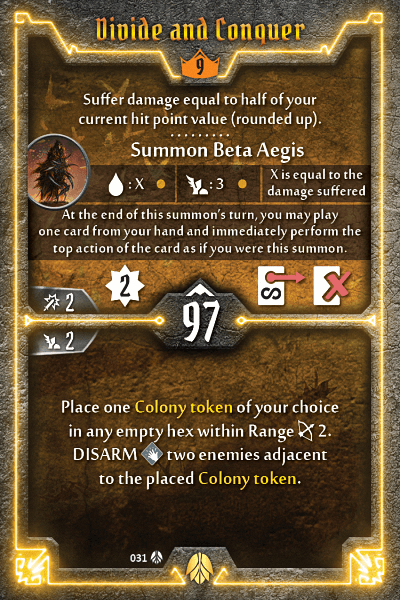 Divide and Conquer
9
Suffer damage equal to half of your
current hit point value (rounded up).
Summon Beta Aegis
: X : 3 X is equal to the
damage suffered
At the end of this summon's turn, you may play
one card from your hand and immediately perform the
top action of the card as if you were this summon.
2
2
97
2
Place one Colony token of your choice
in any empty hex within Range 2.
DISARM two enemies adjacent
to the placed Colony token.
031